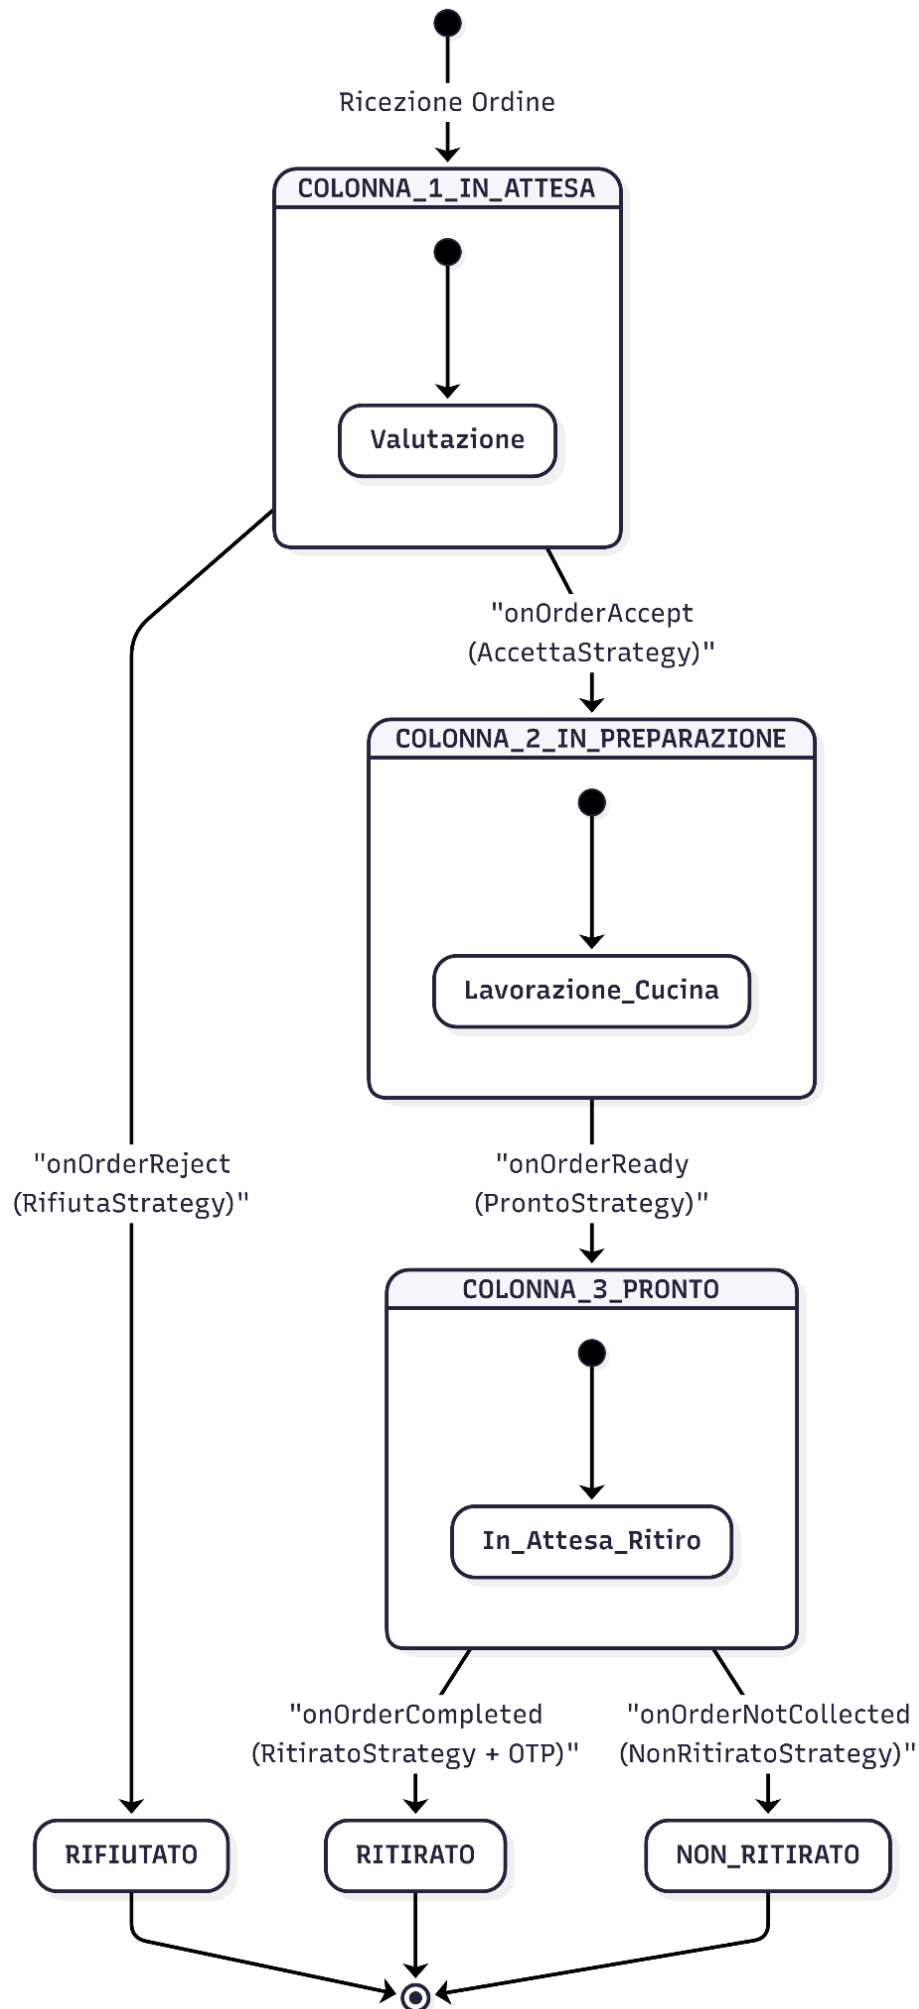 Ricezione Ordine
COLONNA_1_IN_ATTESA
Valutazione
"onOrderAccept
(AccettaStrategy)"
COLONNA_2_IN_PREPARAZIONE
Lavorazione_Cucina
"onOrderReject
(RifiutaStrategy)"
"onOrderReady
(ProntoStrategy)"
COLONNA_3_PRONTO
In_Attesa_Ritiro
"onOrderCompleted
(RitiratoStrategy + OTP)"
"onOrderNotCollected
(NonRitiratoStrategy)"
RIFIUTATO
RITIRATO
NON_RITIRATO